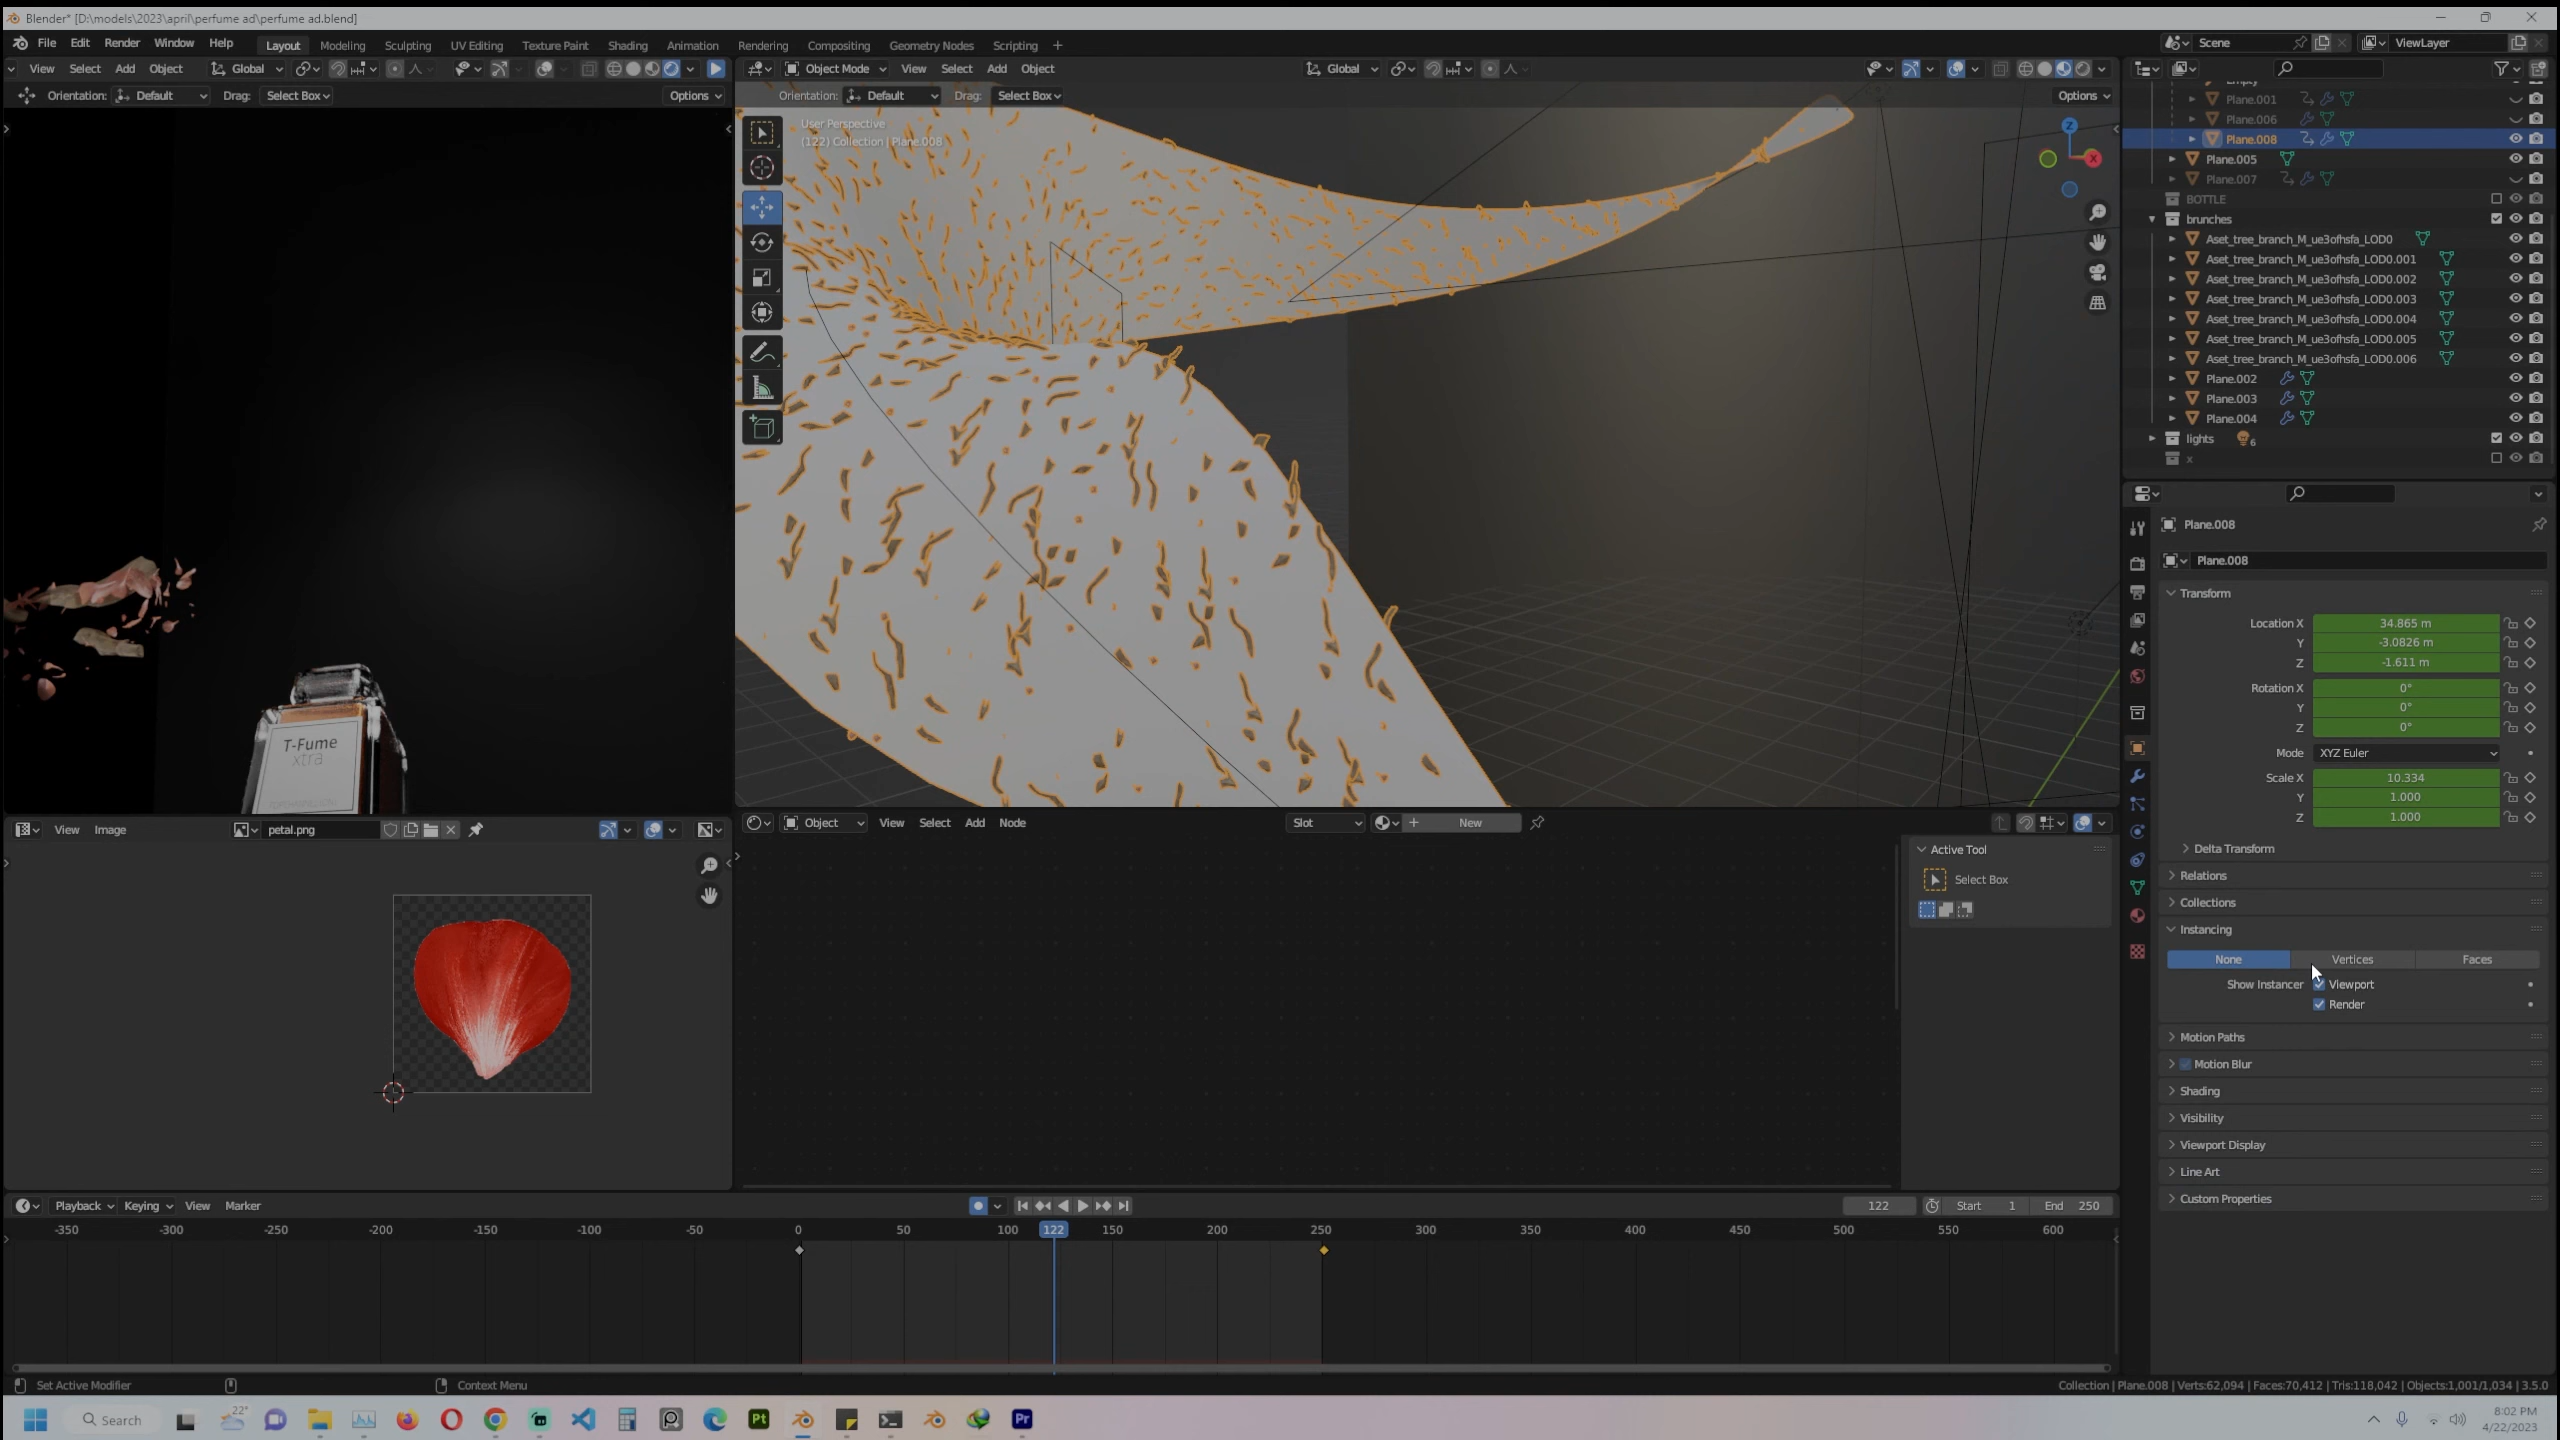 Blender* [D:\models\2023\april\perfume ad\perfume ad.blend]
File Edit Render Window Help Layout Modeling Sculpting UV Editing Texture Paint Shading Animation Rendering Compositing Geometry Nodes Scripting + Scene ViewLayer
View Select Add Object Global Object Mode View Select Add Object Global
Orientation: Default Drag: Select Box Options Orientation: Default Drag: Select Box Options
User Perspective
(122) Collection | Plane.008
Z
X
Plane.001
Plane.006
Plane.008
Plane.005
Plane.007
BOTTLE
brunches
Aset_tree_branch_M_ue3ofhsfa_LOD0
Aset_tree_branch_M_ue3ofhsfa_LOD0.001
Aset_tree_branch_M_ue3ofhsfa_LOD0.002
Aset_tree_branch_M_ue3ofhsfa_LOD0.003
Aset_tree_branch_M_ue3ofhsfa_LOD0.004
Aset_tree_branch_M_ue3ofhsfa_LOD0.005
Aset_tree_branch_M_ue3ofhsfa_LOD0.006
Plane.002
Plane.003
Plane.004
lights 6
x
Plane.008
Plane.008
Transform
Location X 34.865 m
Y -3.0826 m
Z -1.611 m
Rotation X 0°
Y 0°
Z 0°
Mode XYZ Euler
Scale X 10.334
Y 1.000
Z 1.000
Delta Transform
Relations
Collections
Instancing
None Vertices Faces
Show Instancer Viewport
Render
Motion Paths
Motion Blur
Shading
Visibility
Viewport Display
Line Art
Custom Properties
T-Fume
xtra
View Image petal.png
Object View Select Add Node Slot New
Active Tool
Select Box
Playback Keying View Marker 122 Start 1 End 250
-350 -300 -250 -200 -150 -100 -50 0 50 100 122 150 200 250 300 350 400 450 500 550 600
Set Active Modifier Context Menu Collection | Plane.008 | Verts:62,094 | Faces:70,412 | Tris:118,042 | Objects:1,001/1,034 | 3.5.0
Search 22° Pt Pr 8:02 PM
4/22/2023